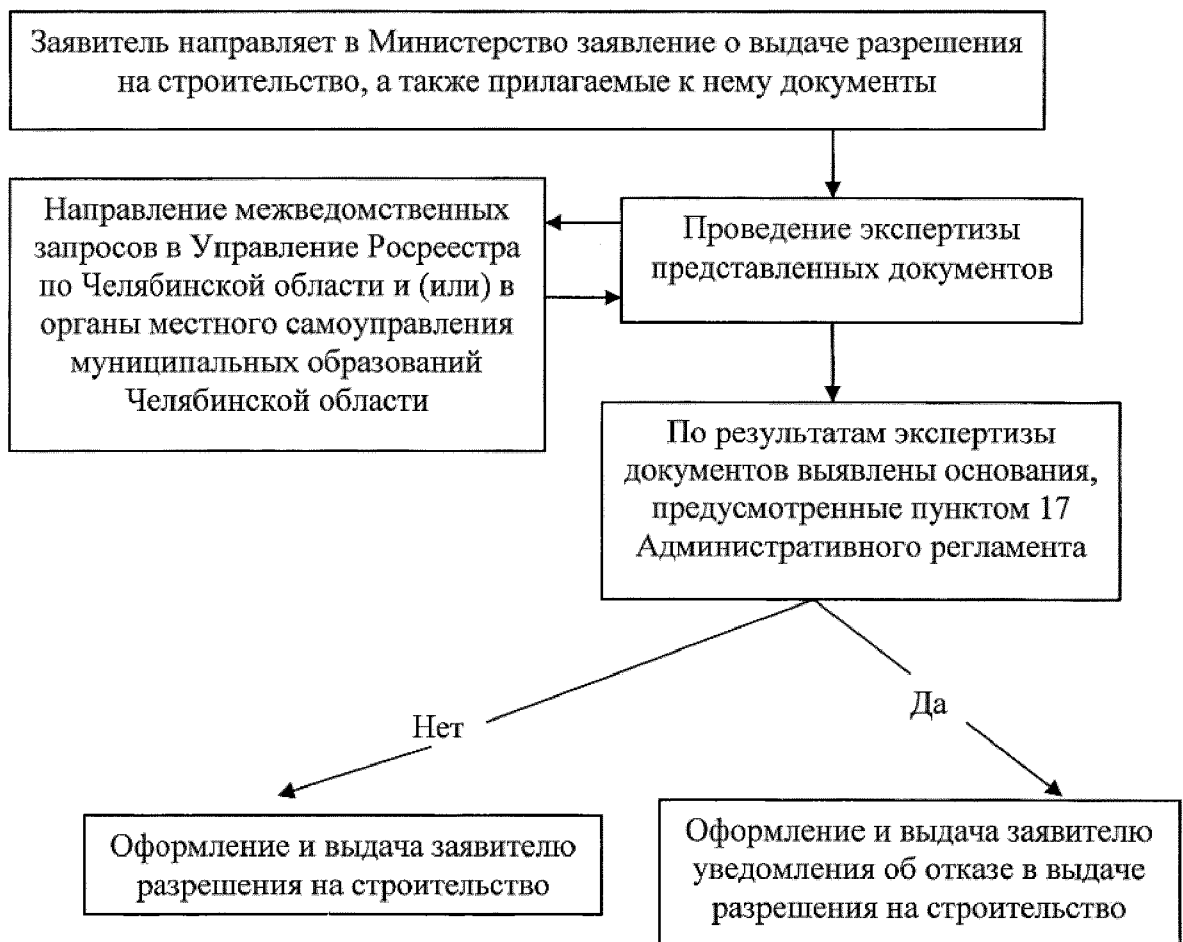 Заявитель направляет в Министерство заявление о выдаче разрешения
на строительство, а также прилагаемые к нему документы
Направление межведомственных
запросов в Управление Росреестра
по Челябинской области и (или) в
органы местного самоуправления
муниципальных образований
Челябинской области
Проведение экспертизы
представленных документов
По результатам экспертизы
документов выявлены основания,
предусмотренные пунктом 17
Административного регламента
Нет
Да
Оформление и выдача заявителю
разрешения на строительство
Оформление и выдача заявителю
уведомления об отказе в выдаче
разрешения на строительство